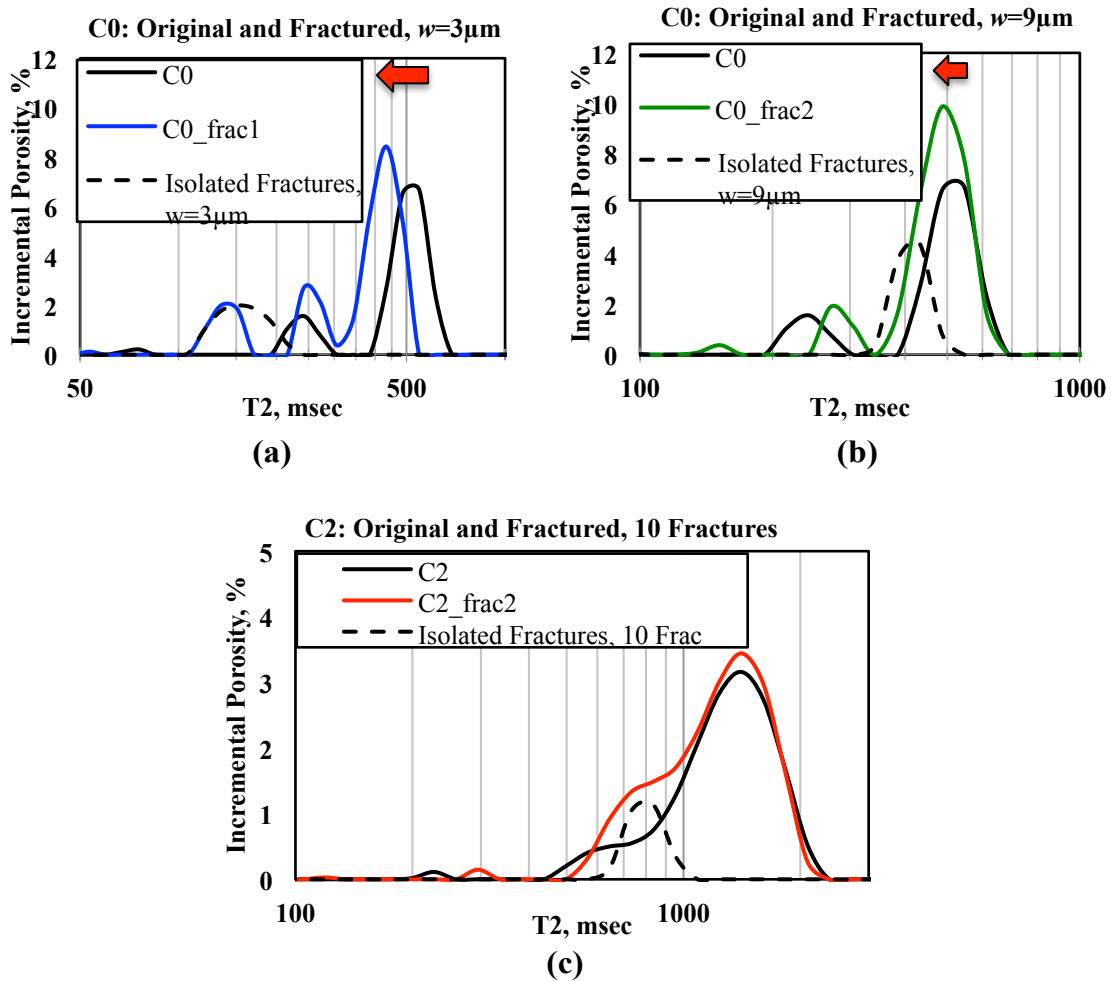 C0: Original and Fractured, w=3µm
12
10
8
6
4
2
0
Incremental Porosity, %
C0
C0_frac1
Isolated Fractures,
w=3µm
50
500
T2, msec
(a)
C0: Original and Fractured, w=9µm
12
10
8
6
4
2
0
Incremental Porosity, %
C0
C0_frac2
Isolated Fractures,
w=9µm
100
1000
T2, msec
(b)
C2: Original and Fractured, 10 Fractures
5
4
3
2
1
0
Incremental Porosity, %
C2
C2_frac2
Isolated Fractures, 10 Frac
100
1000
T2, msec
(c)